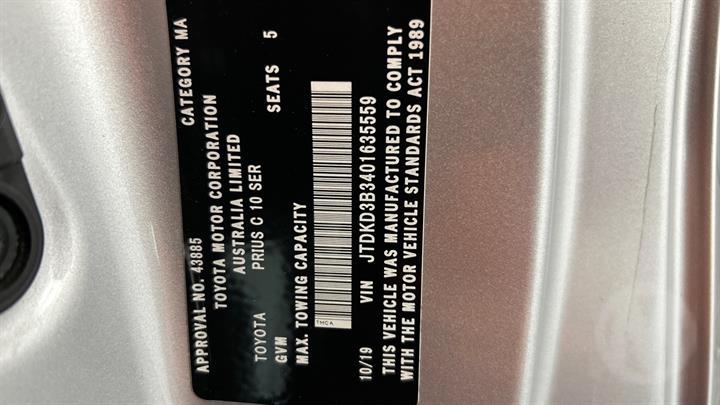 APPROVAL NO. 43885 CATEGORY MA
TOYOTA MOTOR CORPORATION
AUSTRALIA LIMITED
TOYOTA PRIUS C 10 SER
GVM SEATS 5
MAX. TOWING CAPACITY
TMCA
10/19 VIN JTDKD3B3401635559
THIS VEHICLE WAS MANUFACTURED TO COMPLY
WITH THE MOTOR VEHICLE STANDARDS ACT 1989